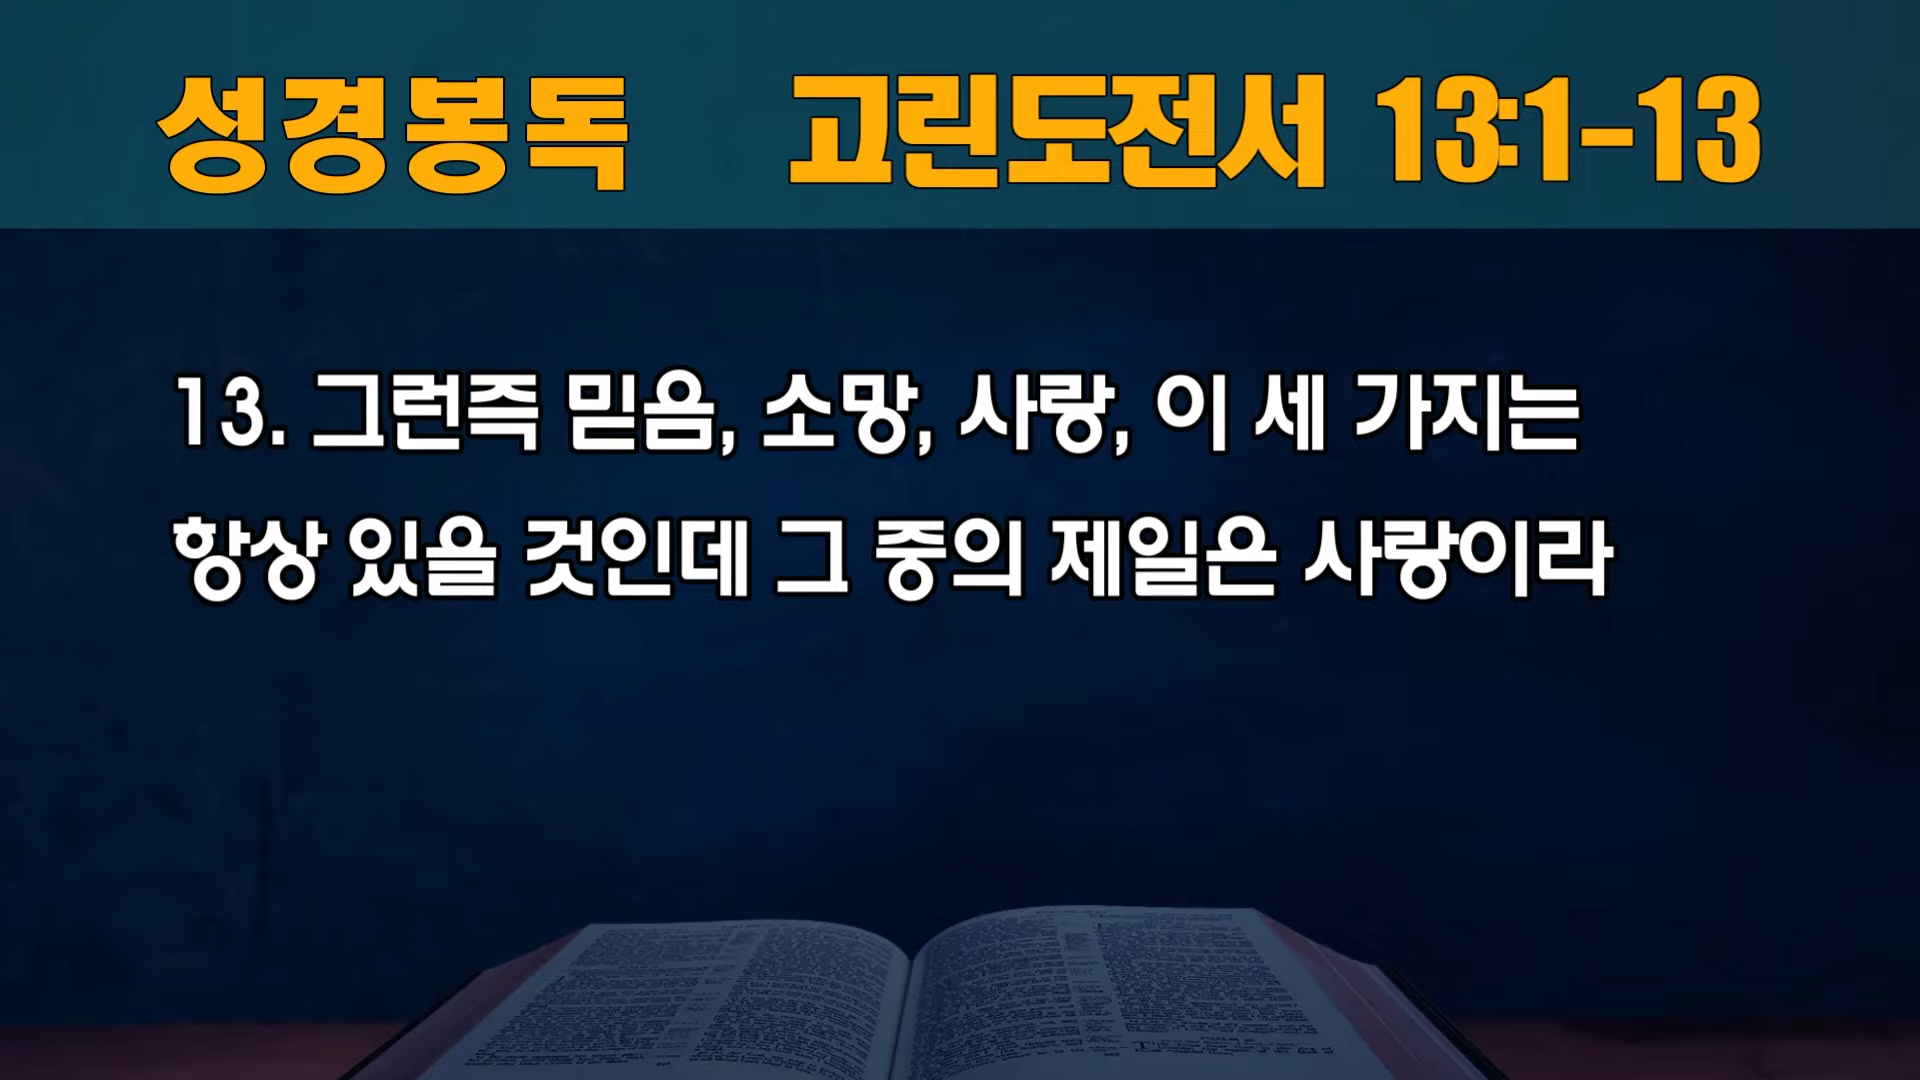 성경봉독 고린도전서 13:1-13
13. 그런즉 믿음, 소망, 사랑, 이 세 가지는
항상 있을 것인데 그 중의 제일은 사랑이라